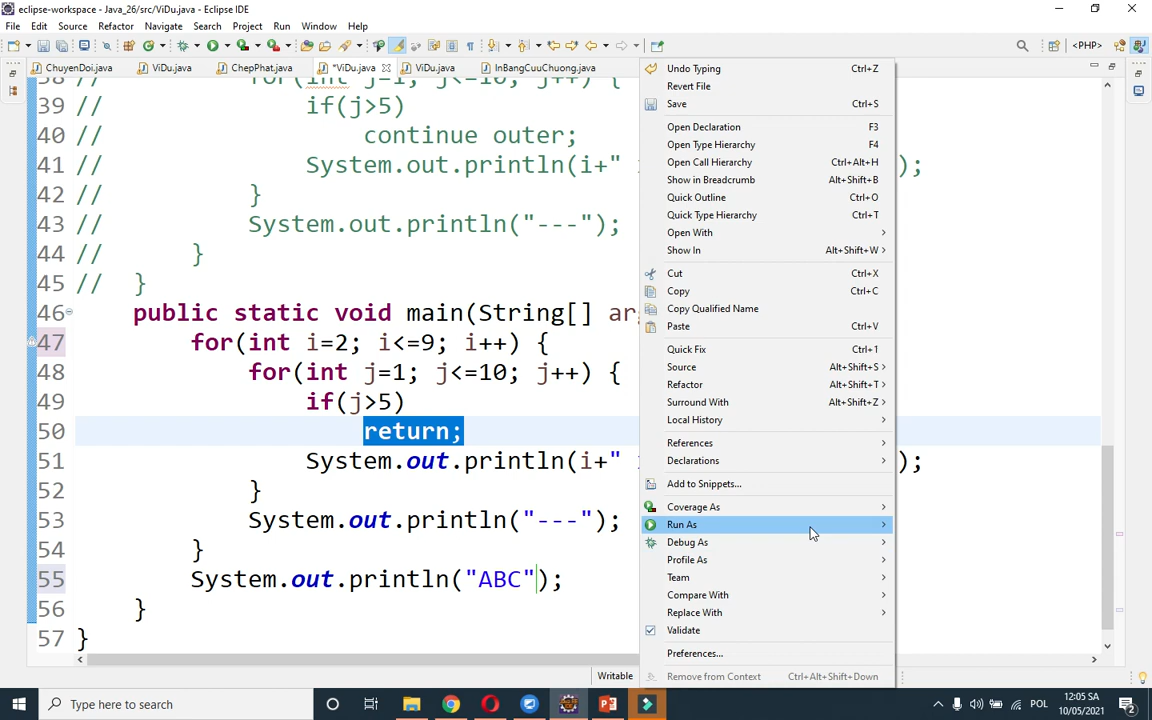 eclipse-workspace - Java_26/src/ViDu.java - Eclipse IDE
File Edit Source Refactor Navigate Search Project Run Window Help
<PHP>
ChuyenDoi.java ViDu.java ChepPhat.java *ViDu.java ViDu.java InBangCuuChong.java
38 // for(int j=1; j<=10; j++) {
39 // if(j>5)
40 // continue outer;
41 // System.out.println(i+" );
42 // }
43 // System.out.println("---");
44 // }
45 // }
46 public static void main(String[]
47 for(int i=2; i<=9; i++) {
48 for(int j=1; j<=10; j++) {
49 if(j>5)
50 return;
51 System.out.println(i+" );
52 }
53 System.out.println("---");
54 }
55 System.out.println("ABC");
56 }
57 }
Undo Typing Ctrl+Z
Revert File
Save Ctrl+S
Open Declaration F3
Open Type Hierarchy F4
Open Call Hierarchy Ctrl+Alt+H
Show in Breadcrumb Alt+Shift+B
Quick Outline Ctrl+O
Quick Type Hierarchy Ctrl+T
Open With
Show In Alt+Shift+W
Cut Ctrl+X
Copy Ctrl+C
Copy Qualified Name
Paste Ctrl+V
Quick Fix Ctrl+1
Source Alt+Shift+S
Refactor Alt+Shift+T
Surround With Alt+Shift+Z
Local History
References
Declarations
Add to Snippets...
Coverage As
Run As
Debug As
Profile As
Team
Compare With
Replace With
Validate
Preferences...
Remove from Context Ctrl+Alt+Shift+Down
Writable
Type here to search
POL
12:05 SA
10/05/2021
2